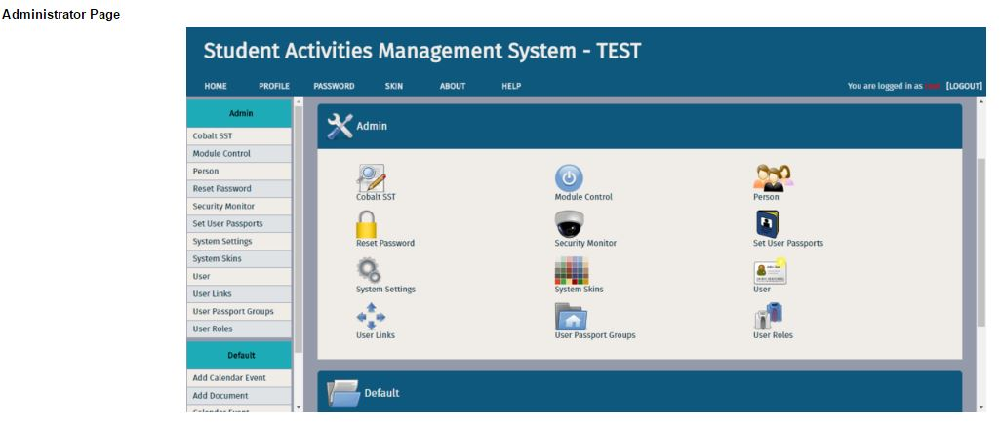 Administrator Page
Student Activities Management System - TEST
HOME PROFILE PASSWORD SKIN ABOUT HELP You are logged in as [LOGOUT]
Admin
Cobalt SST
Module Control
Person
Reset Password
Security Monitor
Set User Passports
System Settings
System Skins
User
User Links
User Passport Groups
User Roles
Default
Add Calendar Event
Add Document
Calendar Event
Admin
Cobalt SST Module Control Person
Reset Password Security Monitor Set User Passports
System Settings System Skins User
User Links User Passport Groups User Roles
Default